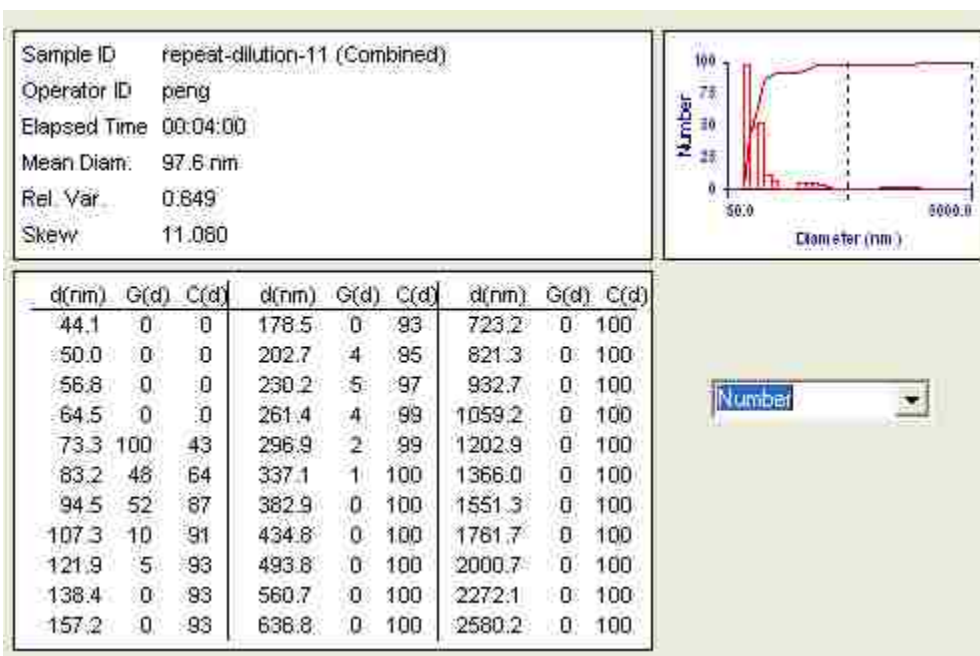 Sample ID repeat-dilution-11 (Combined)
Operator ID peng
Elapsed Time 00:04:00
Mean Diam. 97.6 nm
Rel. Var. 0.849
Skew 11.080
Number
100
75
50
25
0
50.0 5000.0
Diameter (nm)
d(nm) G(d) C(d) d(nm) G(d) C(d) d(nm) G(d) C(d)
44.1 0 0 178.5 0 93 723.2 0 100
50.0 0 0 202.7 4 95 821.3 0 100
56.8 0 0 230.2 5 97 932.7 0 100
64.5 0 0 261.4 4 99 1059.2 0 100
73.3 100 43 296.9 2 99 1202.9 0 100
83.2 48 64 337.1 1 100 1366.0 0 100
94.5 52 87 382.9 0 100 1551.3 0 100
107.3 10 91 434.8 0 100 1761.7 0 100
121.9 5 93 493.8 0 100 2000.7 0 100
138.4 0 93 560.7 0 100 2272.1 0 100
157.2 0 93 636.8 0 100 2580.2 0 100
Number